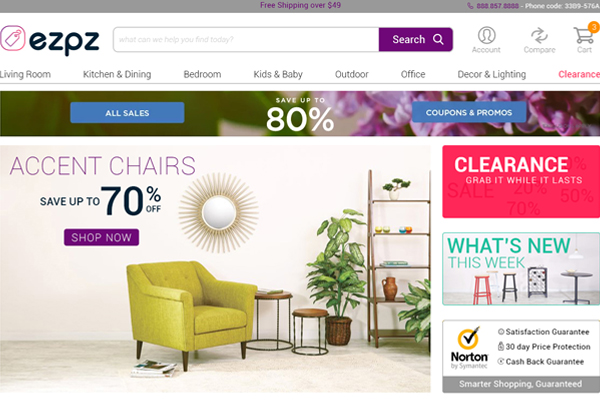 Free Shipping over $49
888.857.8888 - Phone code: 33B9-576A
ezpz
what can we help you find today?
Search
Account
Compare
3
Cart
Living Room
Kitchen & Dining
Bedroom
Kids & Baby
Outdoor
Office
Decor & Lighting
Clearance
ALL SALES
SAVE UP TO
80%
COUPONS & PROMOS
ACCENT CHAIRS
SAVE UP TO 70% OFF
SHOP NOW
CLEARANCE
GRAB IT WHILE IT LASTS
SALE 20% 50%
70%
WHAT'S NEW
THIS WEEK
Norton
by Symantec
Satisfaction Guarantee
30 day Price Protection
Cash Back Guarantee
Smarter Shopping, Guaranteed